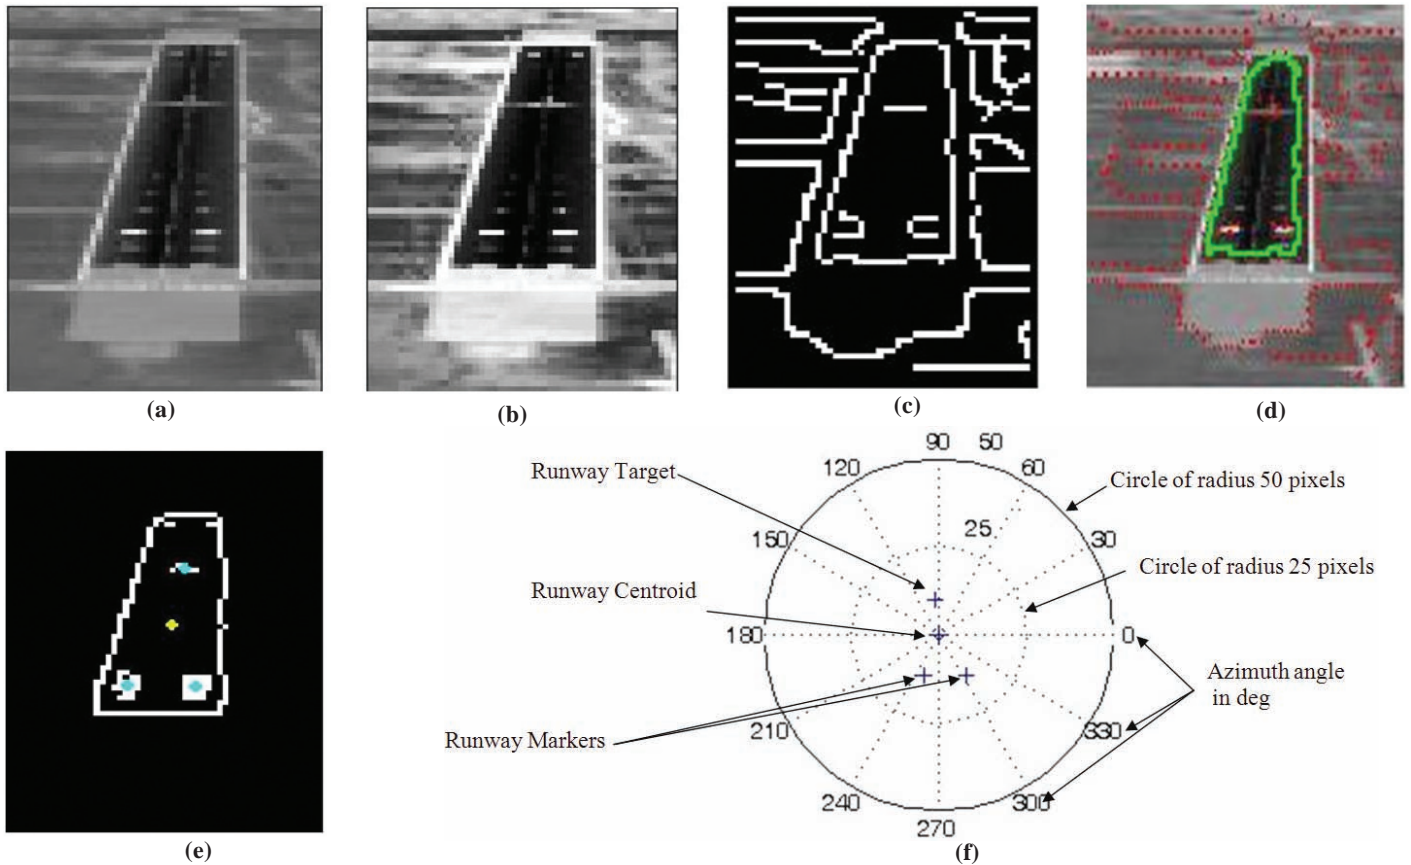 (a)
(b)
(c)
(d)
90
50
120
60
Runway Target
Circle of radius 50 pixels
25
150
30
Circle of radius 25 pixels
Runway Centroid
180
0
Azimuth angle
in deg
210
330
Runway Markers
240
300
270
(e)
(f)